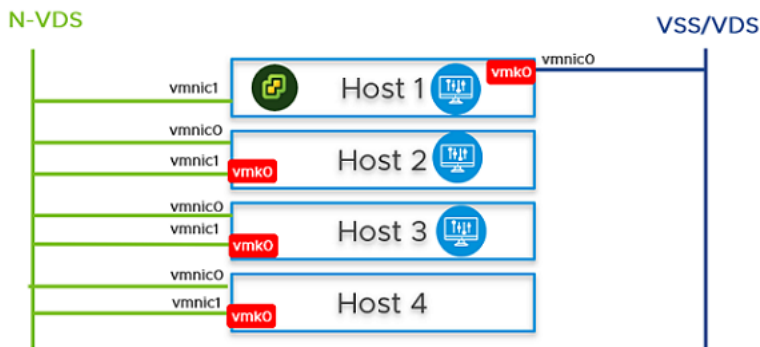 N-VDS
VSS/VDS
vmnic1
Host 1
vmk0
vmnic0
vmnic0
vmnic1
vmk0
Host 2
vmnic0
vmnic1
vmk0
Host 3
vmnic0
vmnic1
vmk0
Host 4